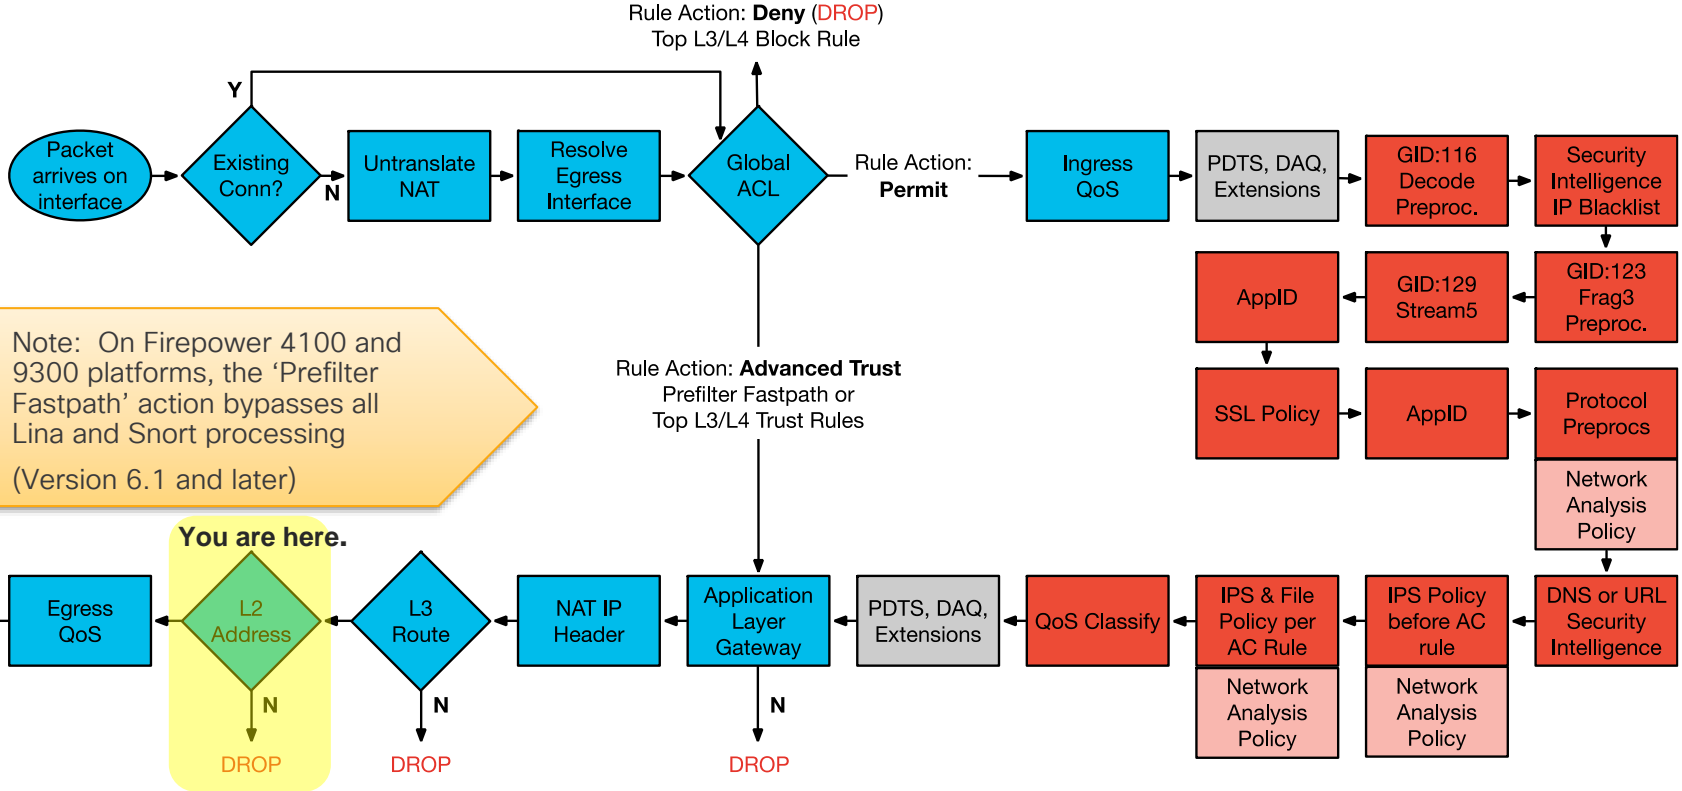 Rule Action: Deny (DROP)
Top L3/L4 Block Rule
Y
Packet
arrives on
interface
Existing
Conn?
N
Untranslate
NAT
Resolve
Egress
Interface
Global
ACL
Rule Action:
Permit
Ingress
QoS
PDTS, DAQ,
Extensions
GID:116
Decode
Preproc.
Security
Intelligence
IP Blacklist
AppID
GID:129
Stream5
GID:123
Frag3
Preproc.
Note: On Firepower 4100 and
9300 platforms, the ‘Prefilter
Fastpath’ action bypasses all
Lina and Snort processing
(Version 6.1 and later)
Rule Action: Advanced Trust
Prefilter Fastpath or
Top L3/L4 Trust Rules
SSL Policy
AppID
Protocol
Preprocs
Network
Analysis
Policy
You are here.
Egress
QoS
L2
Address
L3
Route
NAT IP
Header
Application
Layer
Gateway
PDTS, DAQ,
Extensions
QoS Classify
IPS & File
Policy per
AC Rule
IPS Policy
before AC
rule
DNS or URL
Security
Intelligence
Network
Analysis
Policy
Network
Analysis
Policy
N
N
N
DROP
DROP
DROP